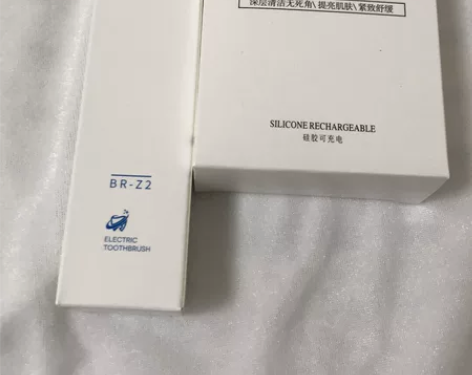 深层清洁无死角\ 提亮肌肤\ 紧致舒缓
SILICONE RECHARGEABLE
硅胶可充电
BR-Z2
ELECTRIC
TOOTHBRUSH